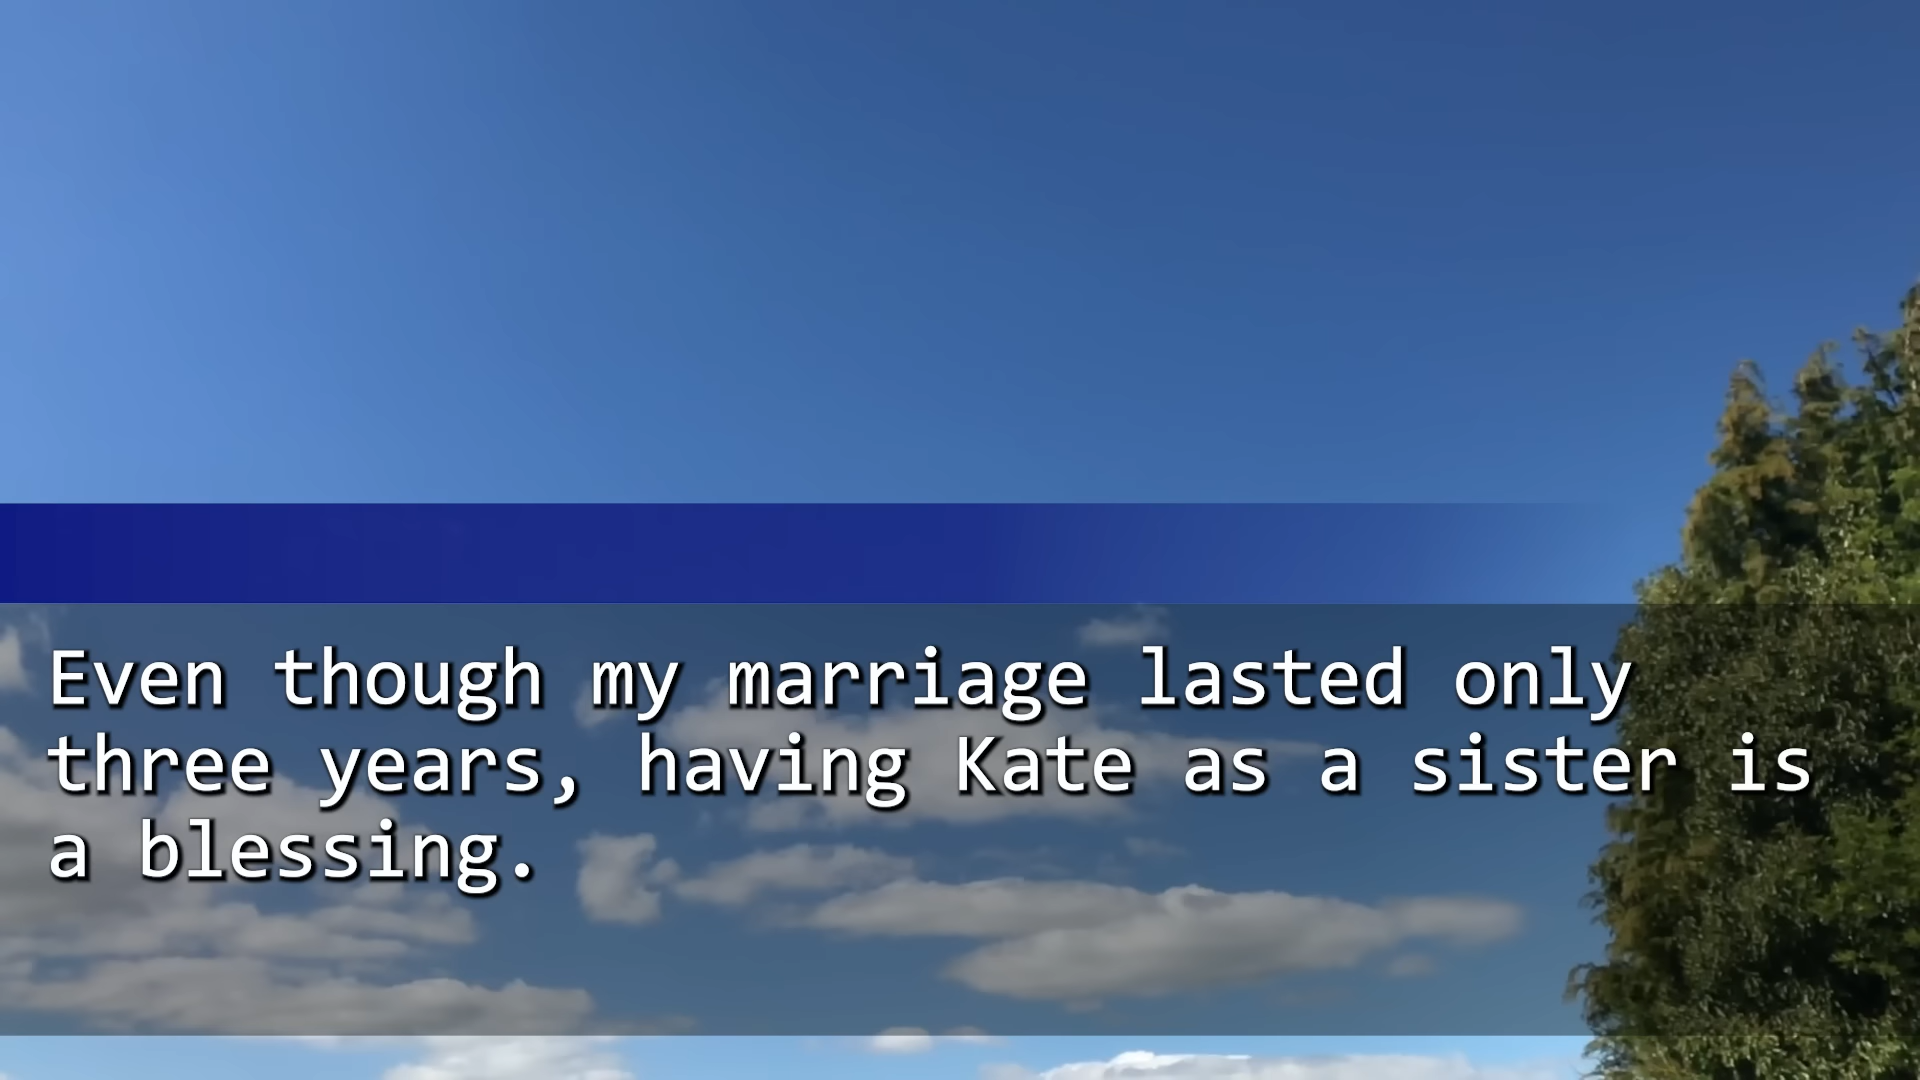 Even though my marriage lasted only
three years, having Kate as a sister is
a blessing.